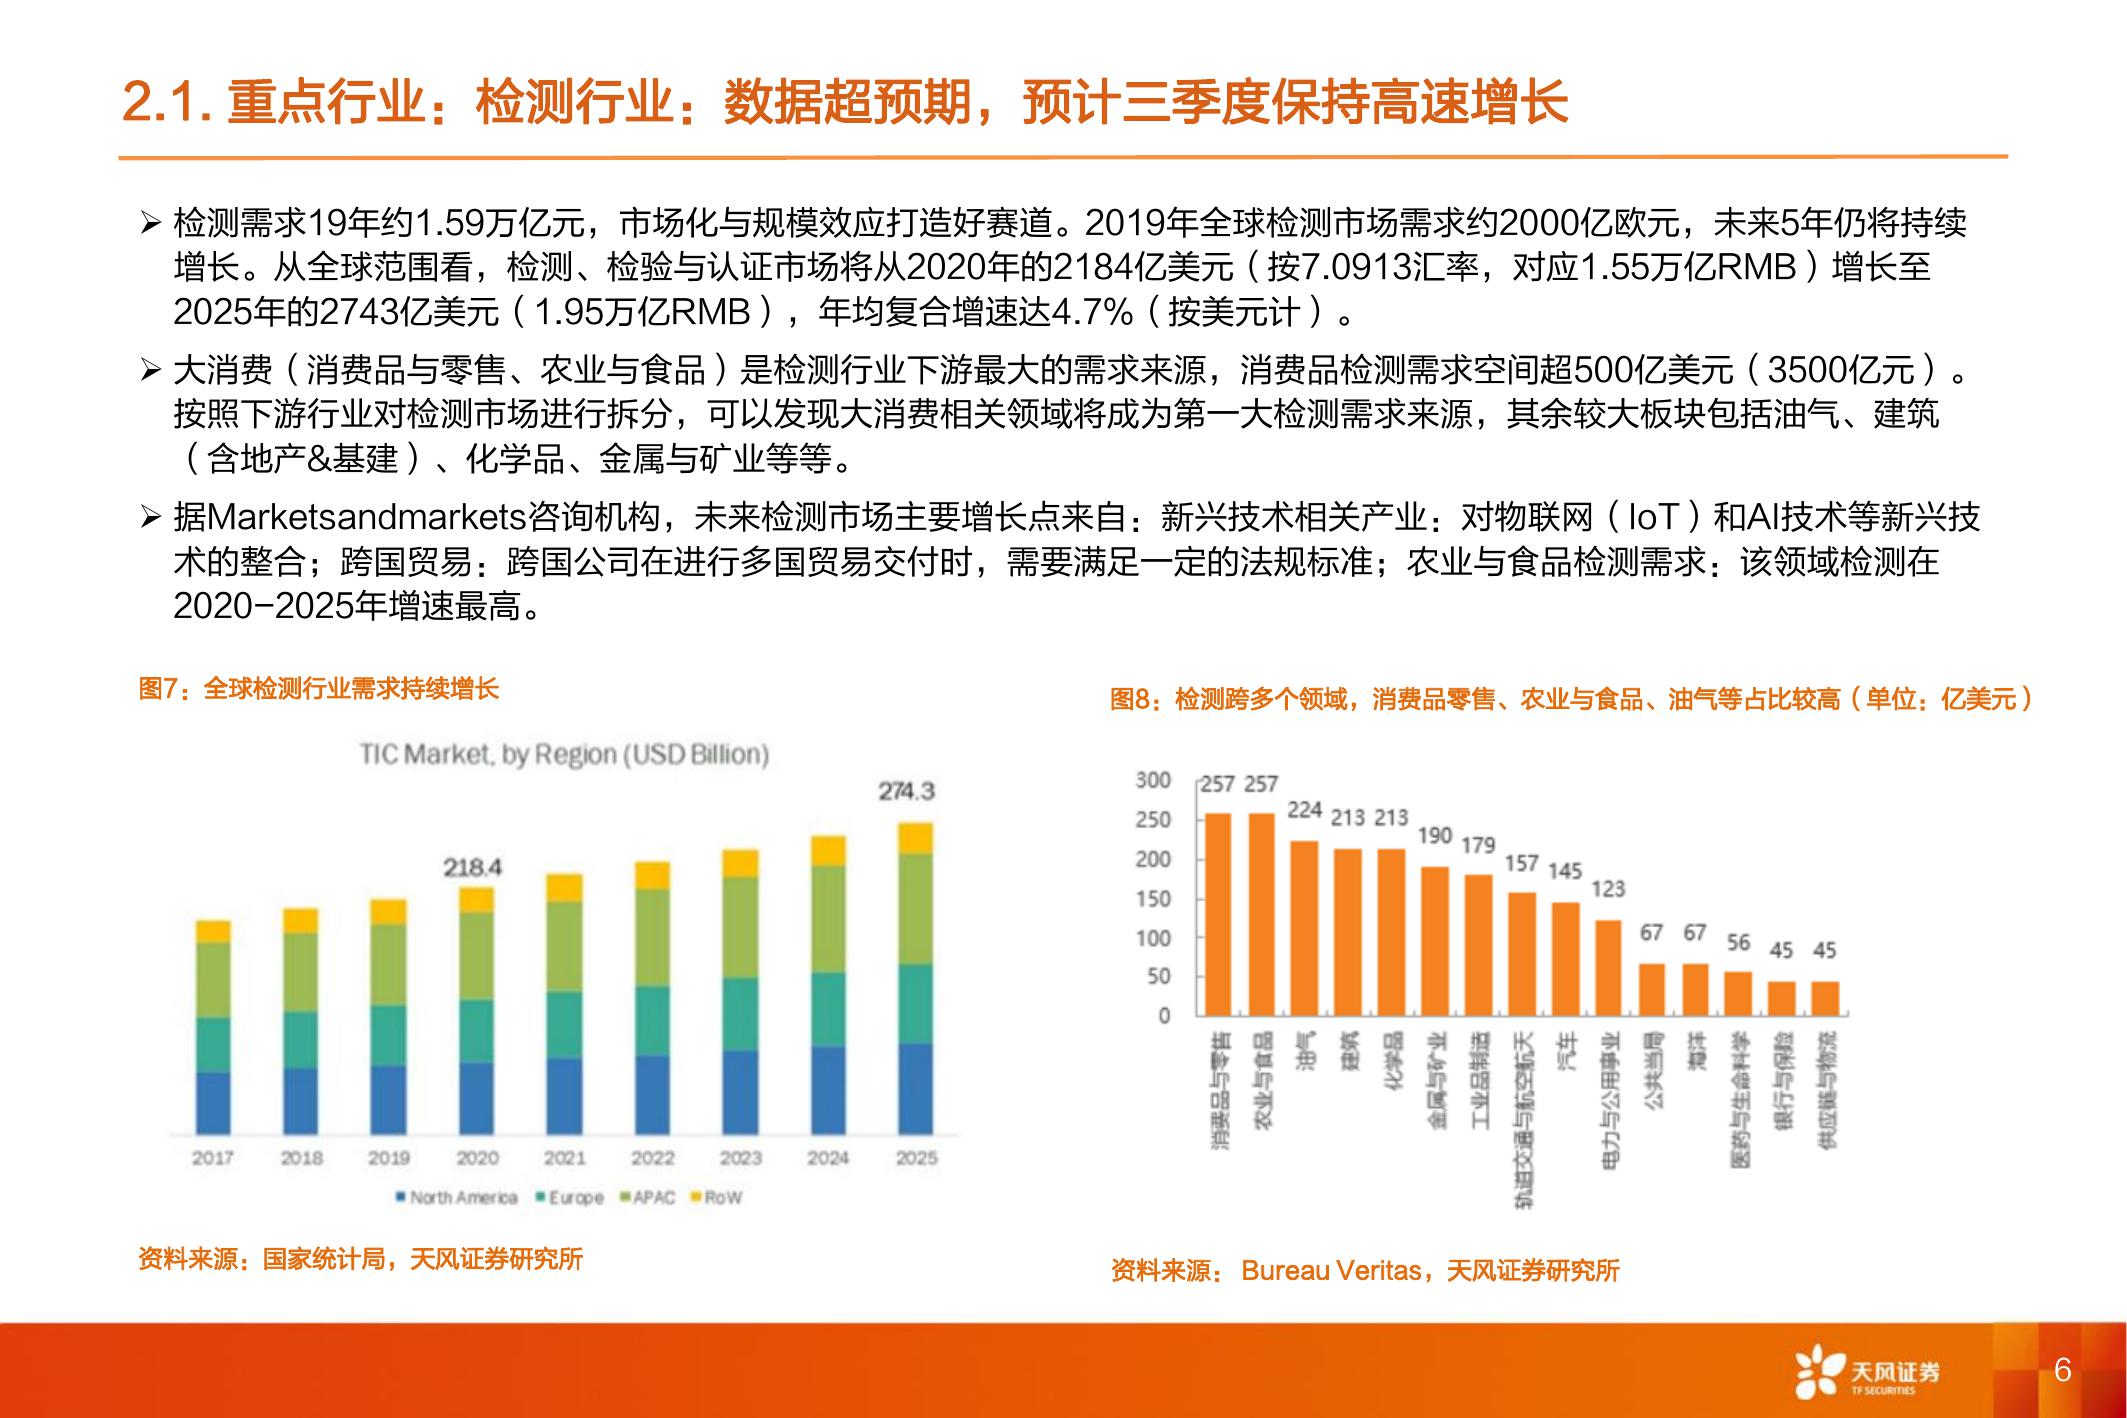 2.1. 重点行业：检测行业：数据超预期，预计三季度保持高速增长
➢ 检测需求19年约1.59万亿元，市场化与规模效应打造好赛道。2019年全球检测市场需求约2000亿欧元，未来5年仍将持续
增长。从全球范围看，检测、检验与认证市场将从2020年的2184亿美元（按7.0913汇率，对应1.55万亿RMB）增长至
2025年的2743亿美元（1.95万亿RMB），年均复合增速达4.7%（按美元计）。
➢ 大消费（消费品与零售、农业与食品）是检测行业下游最大的需求来源，消费品检测需求空间超500亿美元（3500亿元）。
按照下游行业对检测市场进行拆分，可以发现大消费相关领域将成为第一大检测需求来源，其余较大板块包括油气、建筑
（含地产&基建）、化学品、金属与矿业等等。
➢ 据Marketsandmarkets咨询机构，未来检测市场主要增长点来自：新兴技术相关产业：对物联网（IoT）和AI技术等新兴技
术的整合；跨国贸易：跨国公司在进行多国贸易交付时，需要满足一定的法规标准；农业与食品检测需求：该领域检测在
2020-2025年增速最高。
图7：全球检测行业需求持续增长
TIC Market, by Region (USD Billion)
274.3
218.4
2017 2018 2019 2020 2021 2022 2023 2024 2025
North America Europe APAC RoW
资料来源：国家统计局，天风证券研究所
图8：检测跨多个领域，消费品零售、农业与食品、油气等占比较高（单位：亿美元）
300
250
200
150
100
50
0
257 257 224 213 213 190 179 157 145 123 67 67 56 45 45
消费品与零售
农业与食品
油气
建筑
化学品
金属与矿业
工业品制造
轨道交通与航空航天
汽车
电力与公用事业
公共当局
海洋
医药与生命科学
银行与保险
供应链与物流
资料来源： Bureau Veritas，天风证券研究所
天风证券
TF SECURITIES
6